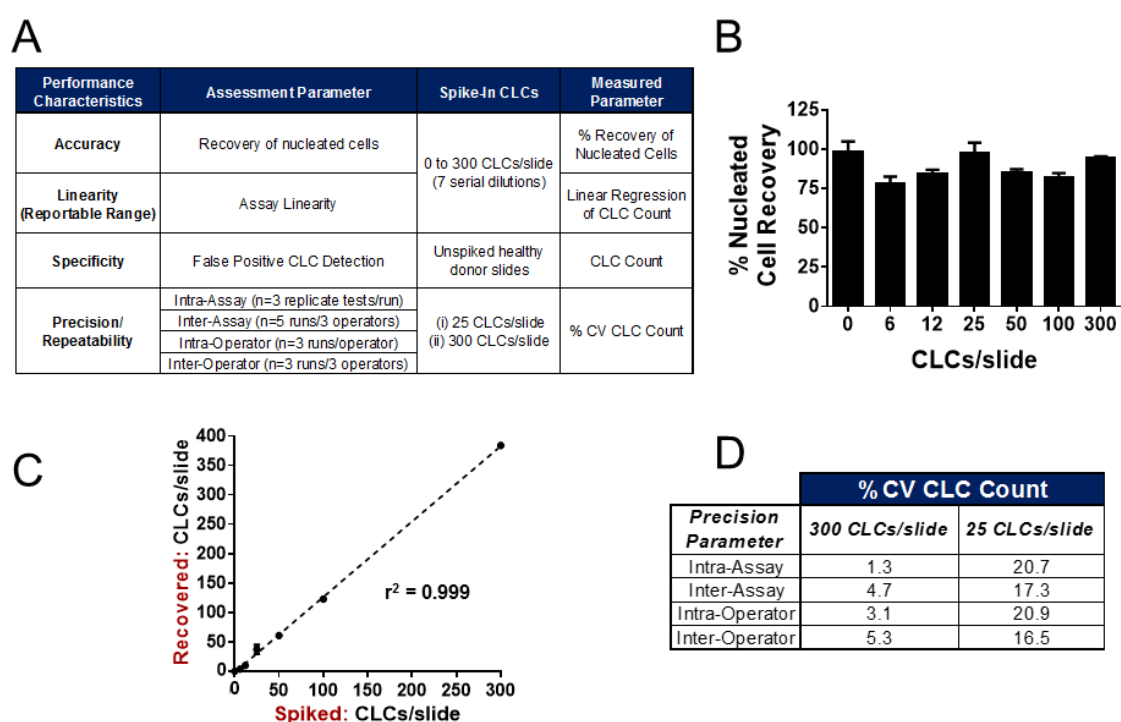 A
Performance Characteristics
Assessment Parameter
Spike-In CLCs
Measured Parameter
Accuracy
Recovery of nucleated cells
0 to 300 CLCs/slide
(7 serial dilutions)
% Recovery of
Nucleated Cells
Linearity
(Reportable Range)
Assay Linearity
Linear Regression
of CLC Count
Specificity
False Positive CLC Detection
Unspiked healthy
donor slides
CLC Count
Precision/
Repeatability
Intra-Assay (n=3 replicate tests/run)
Inter-Assay (n=5 runs/3 operators)
Intra-Operator (n=3 runs/operator)
Inter-Operator (n=3 runs/3 operators)
(i) 25 CLCs/slide
(ii) 300 CLCs/slide
% CV CLC Count
B
% Nucleated
Cell Recovery
125
100
75
50
25
0
0 6 12 25 50 100 300
CLCs/slide
C
Recovered: CLCs/slide
400
350
300
250
200
150
100
50
0
r² = 0.999
0 50 100 150 200 250 300
Spiked: CLCs/slide
D
% CV CLC Count
Precision
Parameter
300 CLCs/slide
25 CLCs/slide
Intra-Assay 1.3 20.7
Inter-Assay 4.7 17.3
Intra-Operator 3.1 20.9
Inter-Operator 5.3 16.5